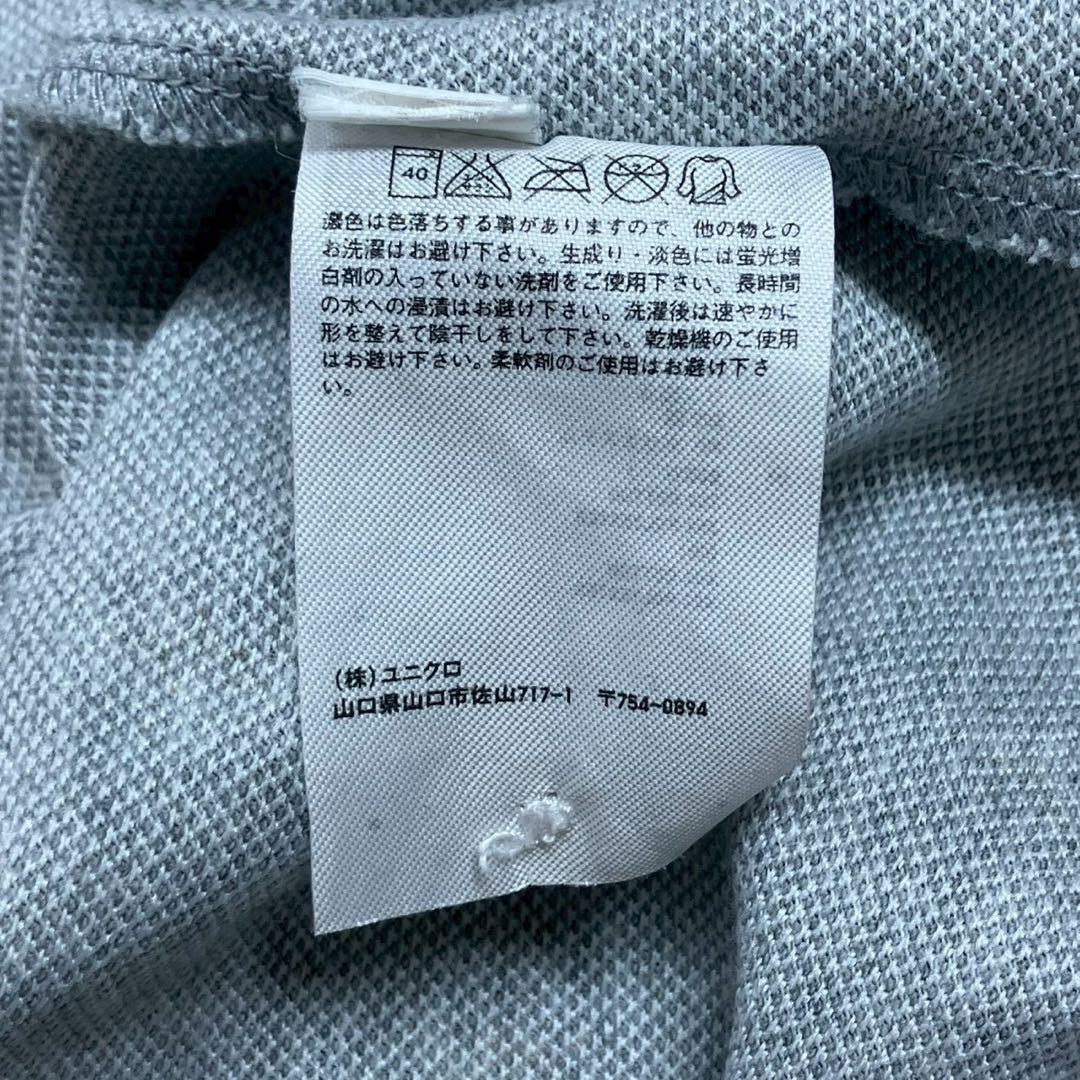 40
濃色は色落ちする事がありますので、他の物との
お洗濯はお避け下さい。生成り・淡色には蛍光増
白剤の入っていない洗剤をご使用下さい。長時間
の水への浸漬はお避け下さい。洗濯後は速やかに
形を整えて陰干しをして下さい。乾燥機のご使用
はお避け下さい。柔軟剤のご使用はお避け下さ
い。
(株)ユニクロ
山口県山口市佐山717-1 〒754-0894